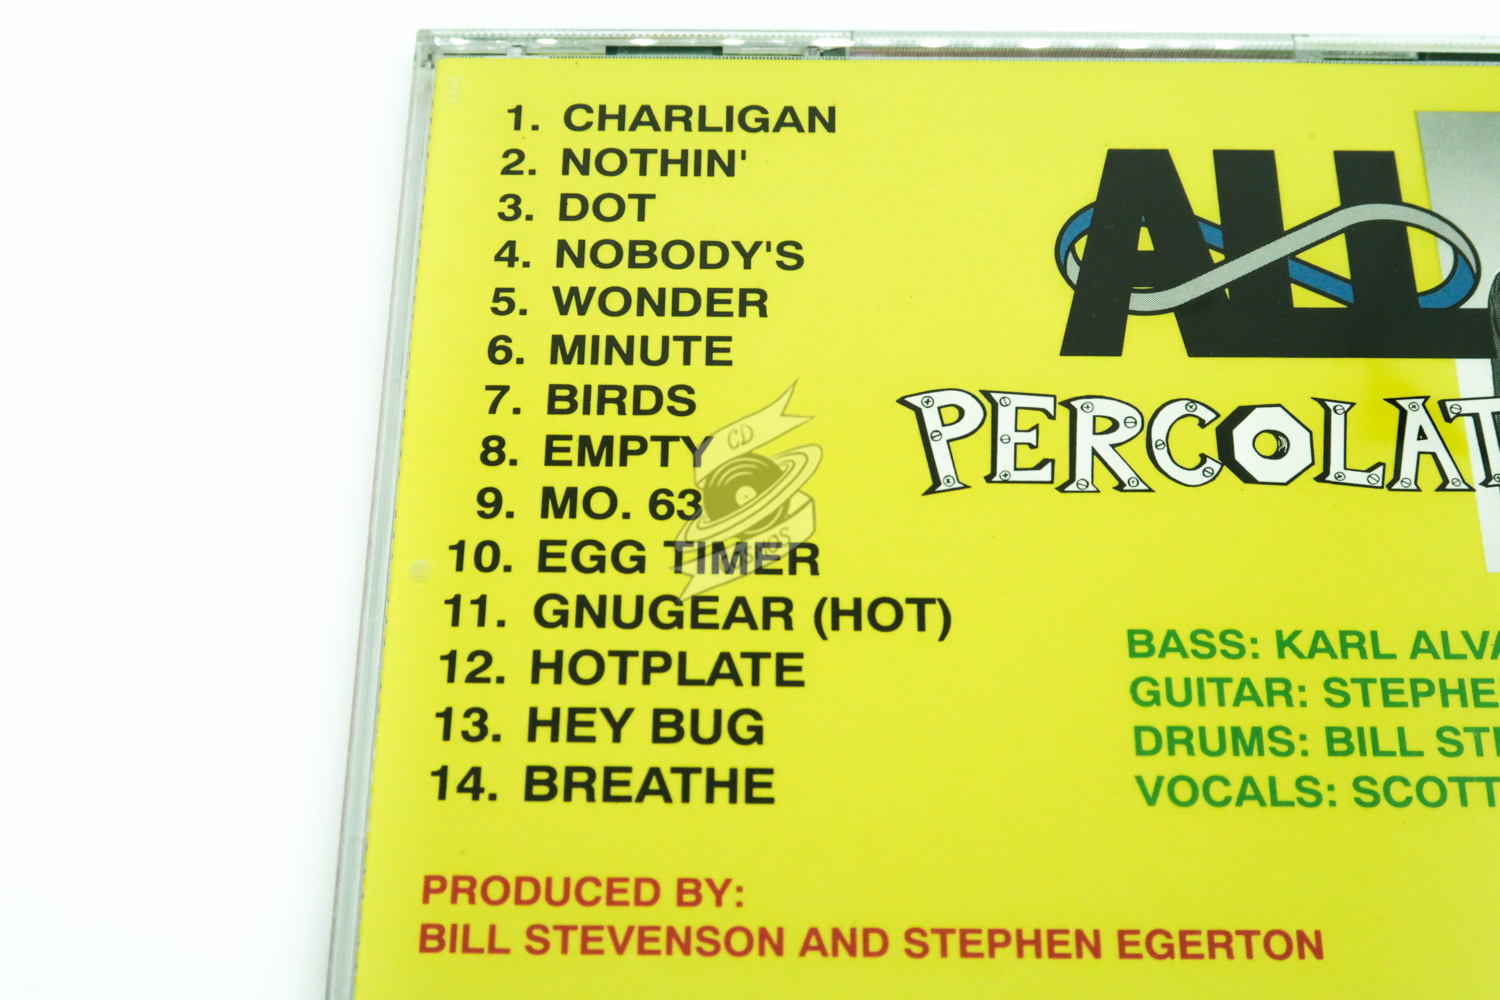 1. CHARLIGAN
2. NOTHIN'
3. DOT
4. NOBODY'S
5. WONDER
6. MINUTE
7. BIRDS
8. EMPTY
9. MO. 63
10. EGG TIMER
11. GNUGEAR (HOT)
12. HOTPLATE
13. HEY BUG
14. BREATHE
PRODUCED BY:
BILL STEVENSON AND STEPHEN EGERTON
ALL
PERCOLAT
BASS: KARL ALVA
GUITAR: STEPHE
DRUMS: BILL ST
VOCALS: SCOTT
CD